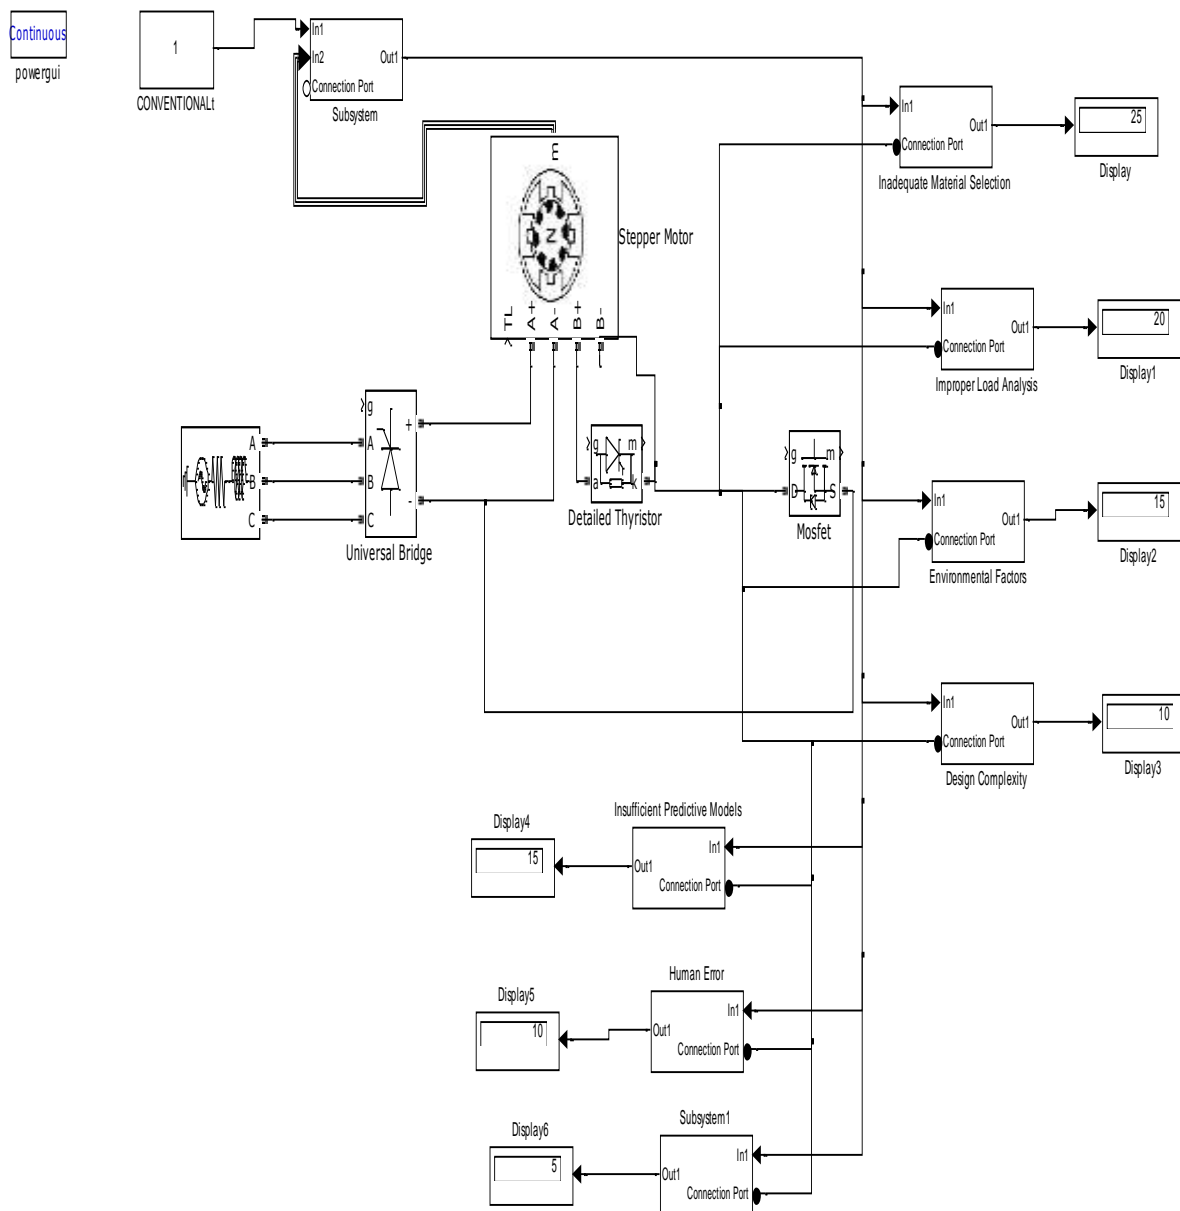 Continuous
powergui
1
CONVENTIONALt
In1
In2
Connection Port
Out1
Subsystem
m
Stepper Motor
TL
A+
A-
B+
B-
In1
Connection Port
Out1
Inadequate Material Selection
25
Display
In1
Connection Port
Out1
Improper Load Analysis
20
Display1
A
B
C
g
A
B
C
+
-
Universal Bridge
g
m
a
k
Detailed Thyristor
g
m
D
S
Mosfet
In1
Connection Port
Out1
Environmental Factors
15
Display2
In1
Connection Port
Out1
Design Complexity
10
Display3
Insufficient Predictive Models
In1
Out1
Connection Port
Display4
15
Human Error
In1
Out1
Connection Port
Display5
10
Subsystem1
In1
Out1
Connection Port
Display6
5